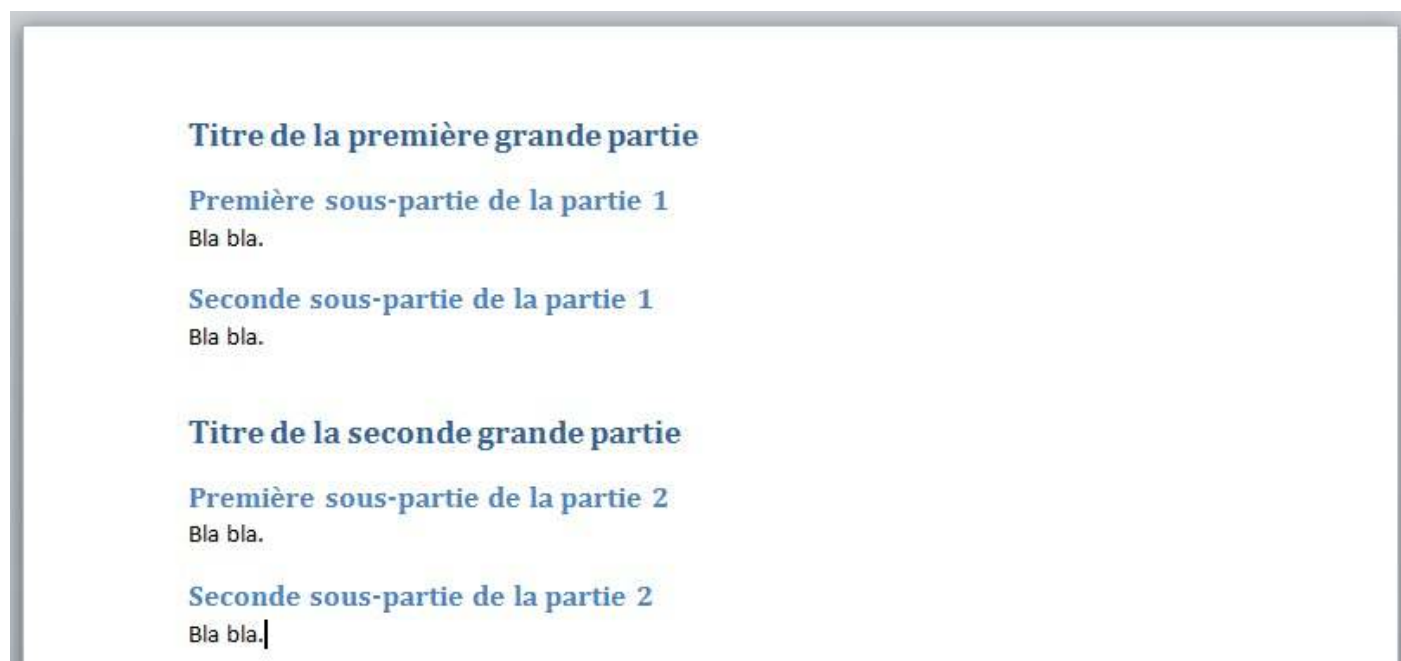 Titre de la première grande partie
Première sous-partie de la partie 1
Bla bla.
Seconde sous-partie de la partie 1
Bla bla.
Titre de la seconde grande partie
Première sous-partie de la partie 2
Bla bla.
Seconde sous-partie de la partie 2
Bla bla.